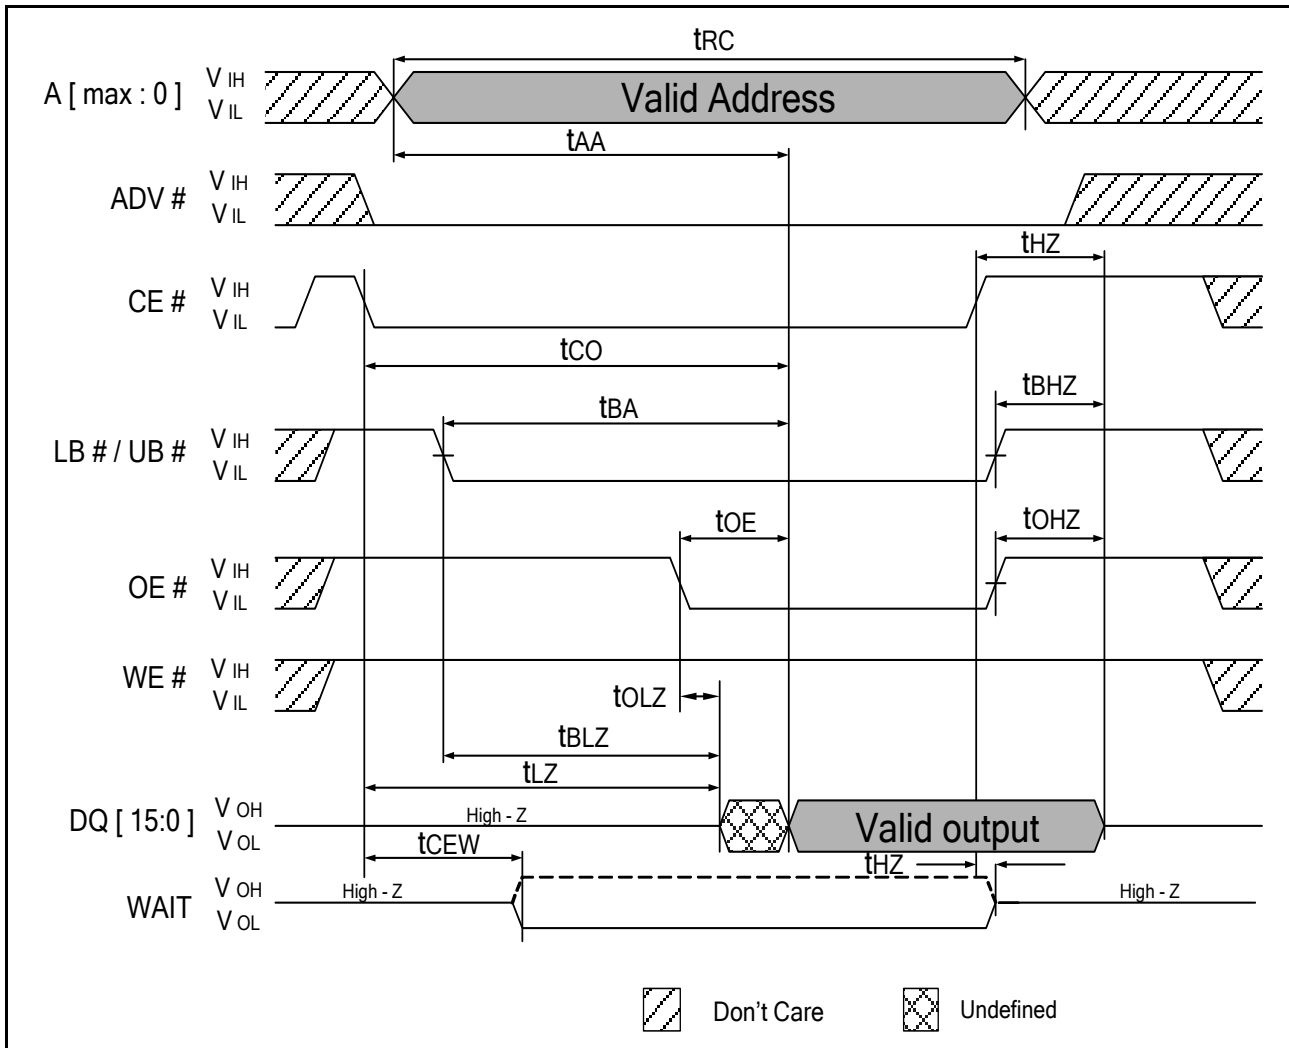 tRC
A [ max : 0 ]
V IH
V IL
Valid Address
tAA
ADV #
V IH
V IL
tHZ
CE #
V IH
V IL
tCO
tBHZ
tBA
LB # / UB #
V IH
V IL
tOE
tOHZ
OE #
V IH
V IL
WE #
V IH
V IL
tOLZ
tBLZ
tLZ
DQ [ 15:0 ]
V OH
V OL
High - Z
Valid output
tCEW
tHZ
WAIT
V OH
V OL
High - Z
High - Z
Don't Care
Undefined